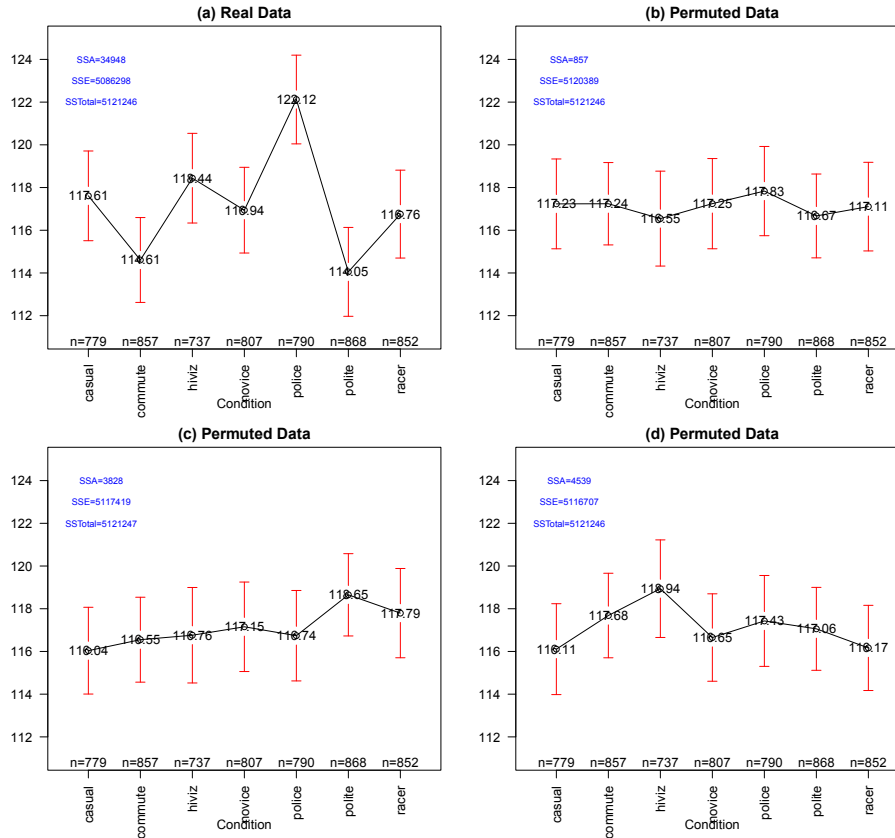 (a) Real Data
124
122
120
118
116
114
112
SSA=34948
SSE=5086298
SSTotal=5121246
117.61
114.61
118.44
116.94
122.12
114.05
116.76
n=779 n=857 n=737 n=807 n=790 n=868 n=852
casual
commute
hiviz
novice
police
polite
racer
Condition
(b) Permuted Data
124
122
120
118
116
114
112
SSA=857
SSE=5120389
SSTotal=5121246
117.23
117.24
116.55
117.25
117.83
116.67
117.11
n=779 n=857 n=737 n=807 n=790 n=868 n=852
casual
commute
hiviz
novice
police
polite
racer
Condition
(c) Permuted Data
124
122
120
118
116
114
112
SSA=3828
SSE=5117419
SSTotal=5121247
116.04
116.55
116.76
117.15
116.74
118.65
117.79
n=779 n=857 n=737 n=807 n=790 n=868 n=852
casual
commute
hiviz
novice
police
polite
racer
Condition
(d) Permuted Data
124
122
120
118
116
114
112
SSA=4539
SSE=5116707
SSTotal=5121246
116.11
117.68
118.94
116.65
117.43
117.06
116.17
n=779 n=857 n=737 n=807 n=790 n=868 n=852
casual
commute
hiviz
novice
police
polite
racer
Condition